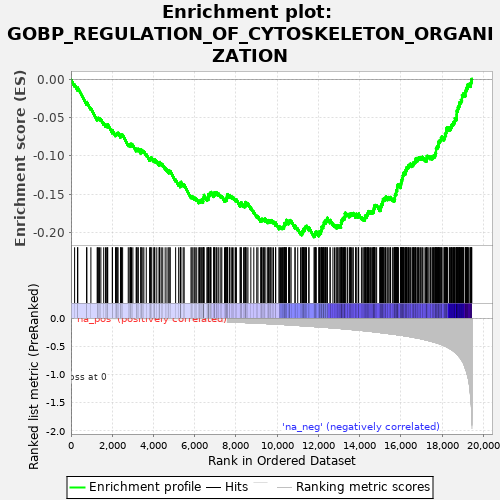 Enrichment plot:
GOBP_REGULATION_OF_CYTOSKELETON_ORGANI
ZATION
Enrichment score (ES)
0.00
-0.05
-0.10
-0.15
-0.20
Ranked list metric (PreRanked)
'na_pos' (positively correlated)
oss at 0
0.0
-0.5
-1.0
-1.5
-2.0
'na_neg' (negatively correlated)
0
2,000
4,000
6,000
8,000
10,000
12,000
14,000
16,000
18,000
20,000
Rank in Ordered Dataset
Enrichment profile
Hits
Ranking metric scores